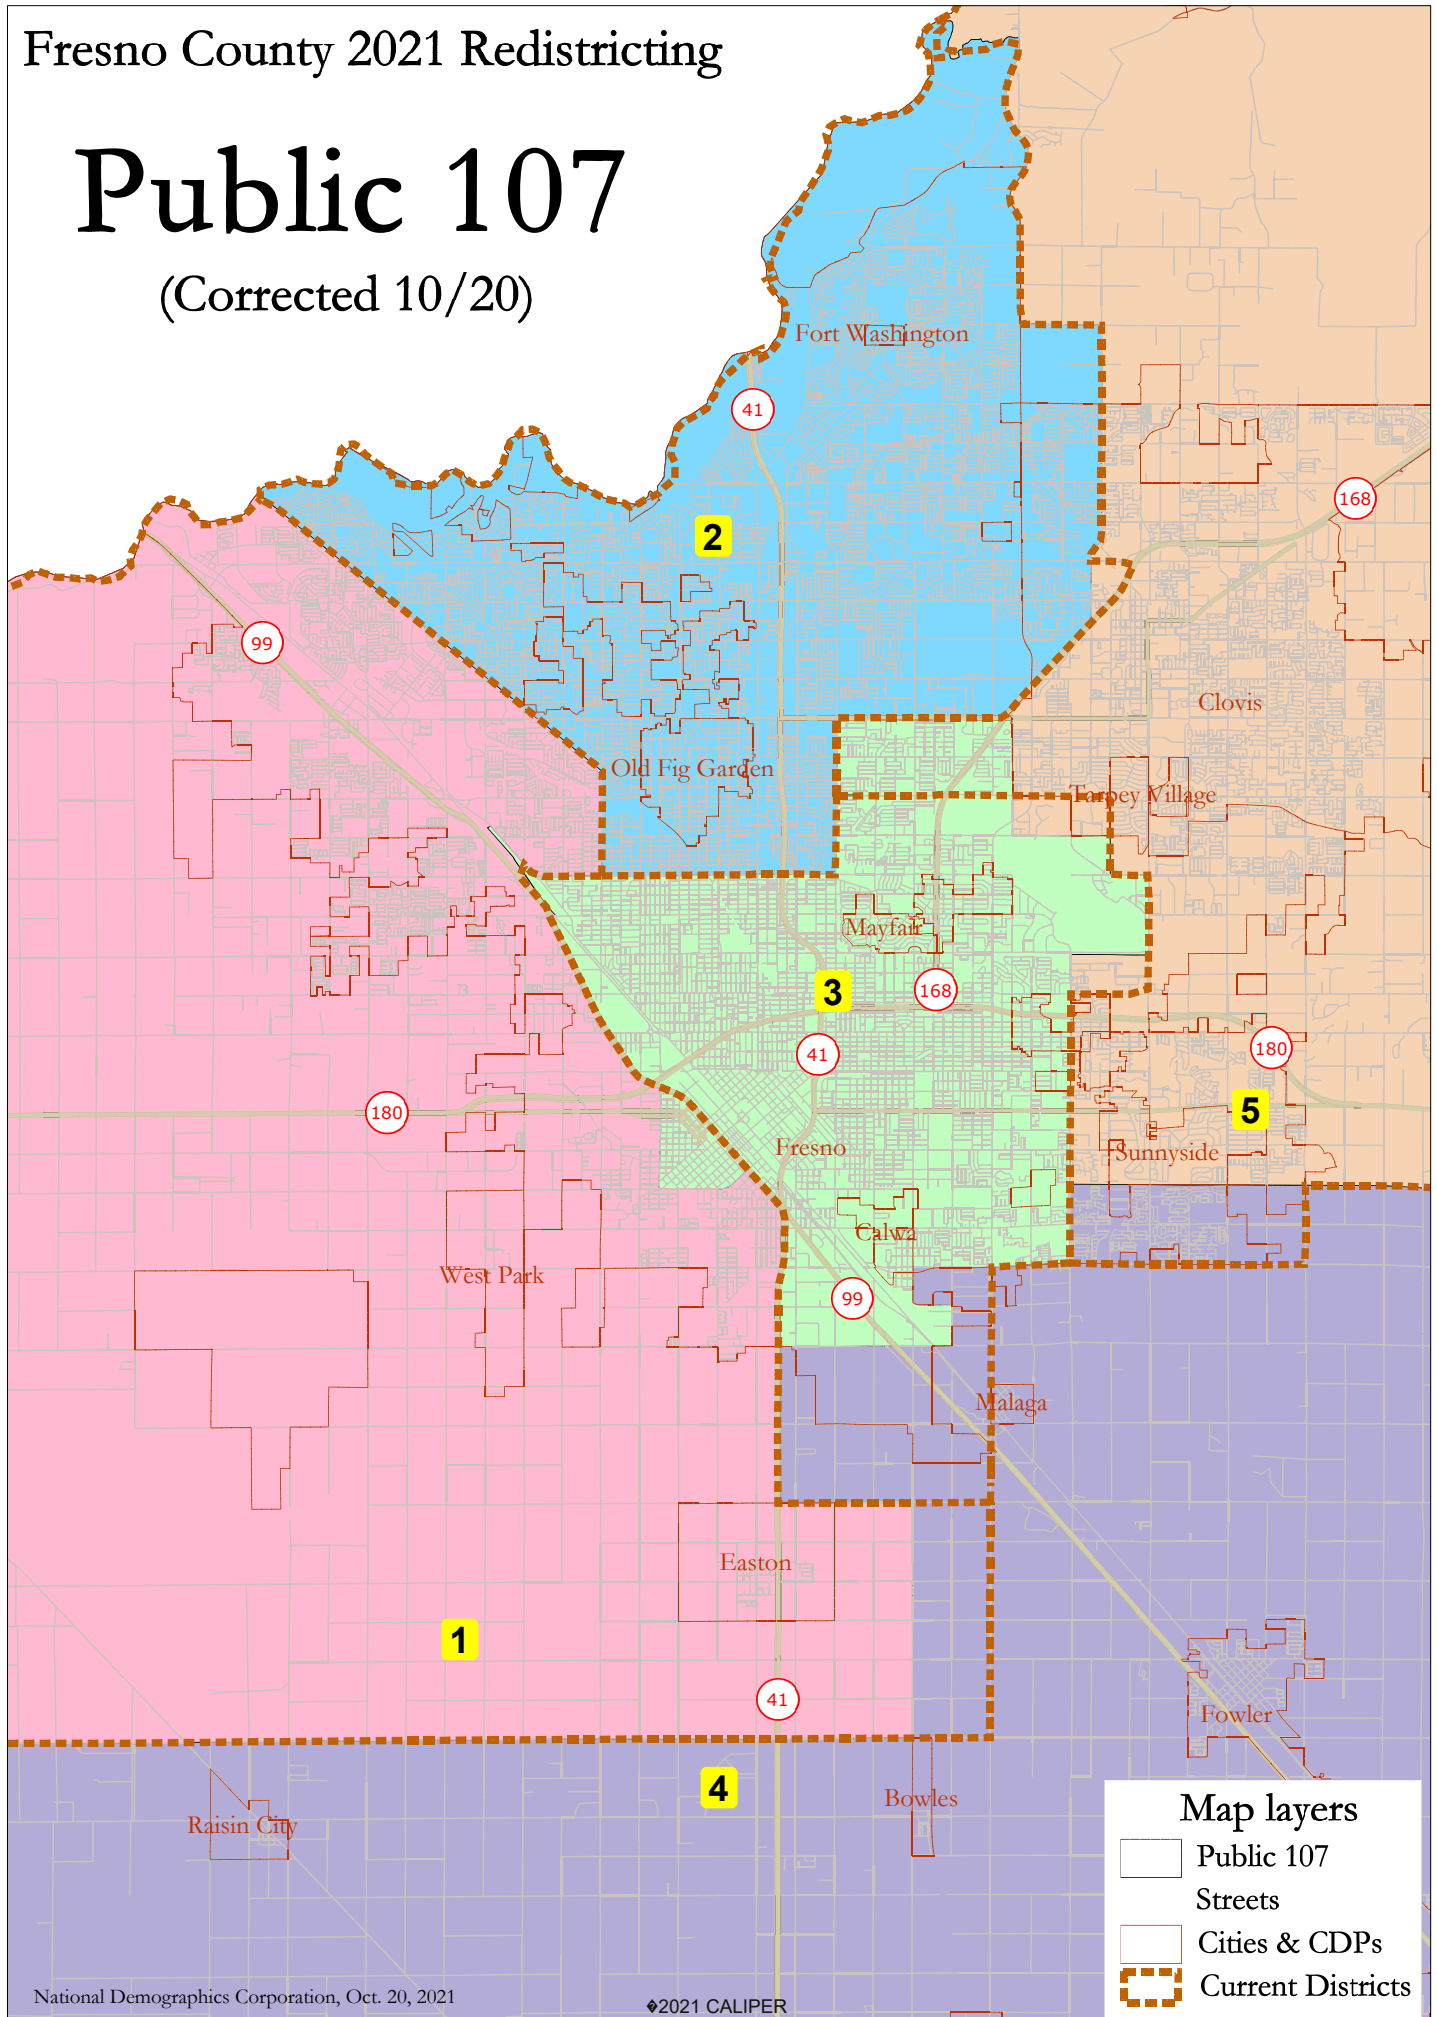 Fresno County 2021 Redistricting
Public 107
(Corrected 10/20)
Fort Washington
41
168
2
99
Clovis
Old Fig Garden
Tarpey Village
Mayfair
3
168
41
180
180
5
Fresno
Sunnyside
Calwa
West Park
99
Malaga
Easton
1
41
Fowler
4
Bowles
Raisin City
Map layers
Public 107
Streets
Cities & CDPs
Current Districts
National Demographics Corporation, Oct. 20, 2021
�2021 CALIPER